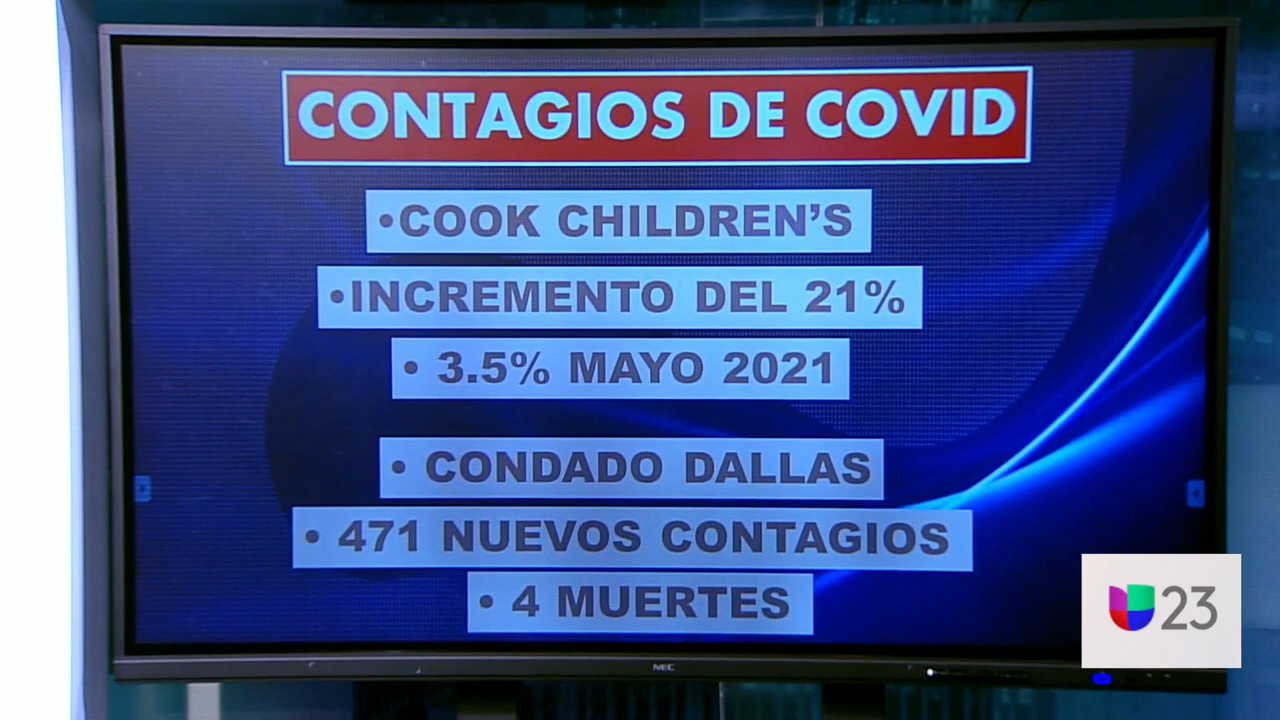 CONTAGIOS DE COVID
•COOK CHILDREN’S
•INCREMENTO DEL 21%
• 3.5% MAYO 2021
• CONDADO DALLAS
• 471 NUEVOS CONTAGIOS
• 4 MUERTES
23
NEC